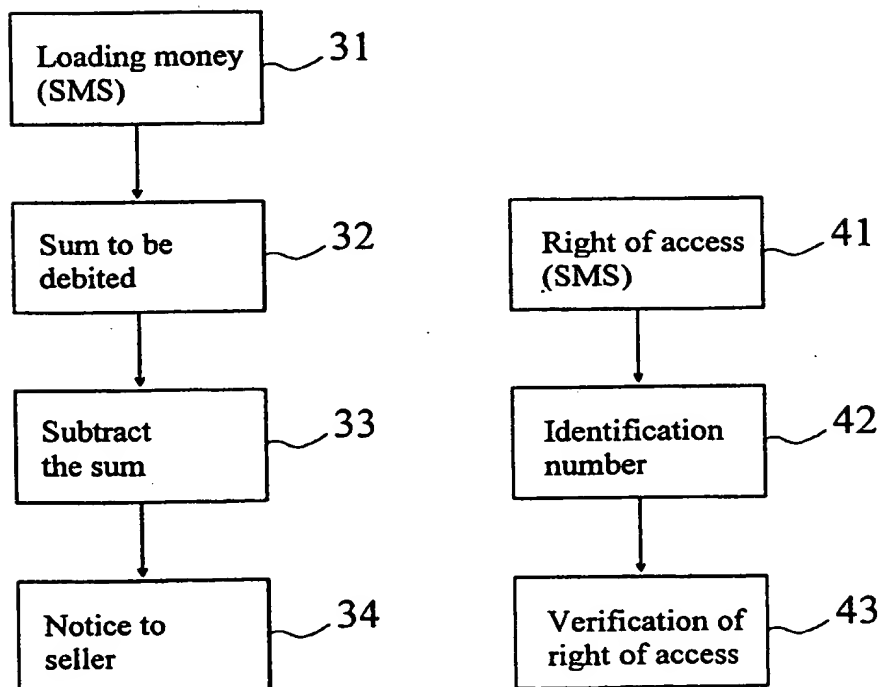 Loading money
(SMS)
31
Sum to be
debited
32
Subtract
the sum
33
Notice to
seller
34
Right of access
(SMS)
41
Identification
number
42
Verification of
right of access
43